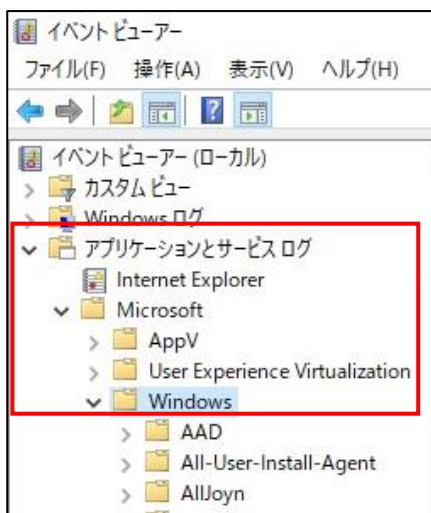 イベント ビューアー
ファイル(F) 操作(A) 表示(V) ヘルプ(H)
イベント ビューアー (ローカル)
カスタム ビュー
Windows ログ
アプリケーションとサービス ログ
Internet Explorer
Microsoft
AppV
User Experience Virtualization
Windows
AAD
All-User-Install-Agent
AllJoyn